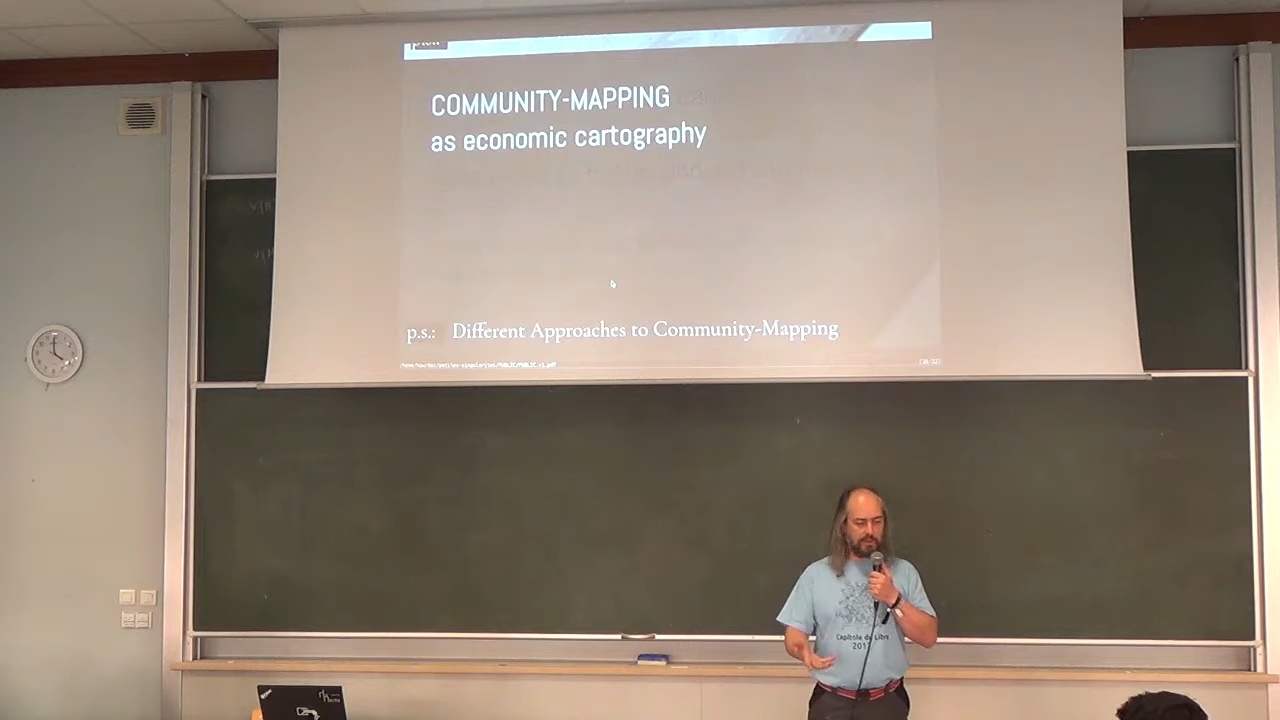 COMMUNITY-MAPPING
as economic cartography
p.s.: Different Approaches to Community-Mapping
Capitole du Libre